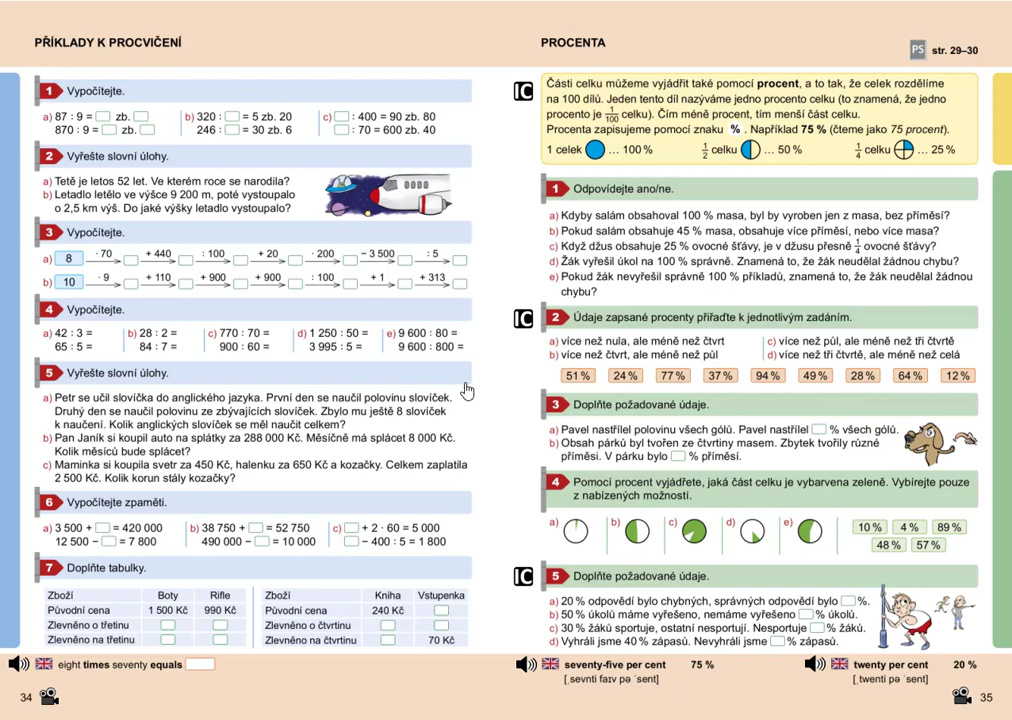 PŘÍKLADY K PROCVIČENÍ
1 Vypočítejte.
a) 87 : 9 = zb.
870 : 9 = zb.
b) 320 : = 5 zb. 20
246 : = 30 zb. 6
c) : 400 = 90 zb. 80
: 70 = 600 zb. 40
2 Vyřešte slovní úlohy.
a) Tetě je letos 52 let. Ve kterém roce se narodila?
b) Letadlo letělo ve výšce 9 200 m, poté vystoupalo
o 2,5 km výš. Do jaké výšky letadlo vystoupalo?
3 Vypočítejte.
a) 8 · 70 + 440 : 100 + 20 · 200 − 3 500 : 5
b) 10 · 9 + 110 + 900 + 900 : 100 + 1 + 313
4 Vypočítejte.
a) 42 : 3 =
65 : 5 =
b) 28 : 2 =
84 : 7 =
c) 770 : 70 =
900 : 60 =
d) 1 250 : 50 =
3 995 : 5 =
e) 9 600 : 80 =
9 600 : 800 =
5 Vyřešte slovní úlohy.
a) Petr se učil slovíčka do anglického jazyka. První den se naučil polovinu slovíček.
Druhý den se naučil polovinu ze zbývajících slovíček. Zbylo mu ještě 8 slovíček
k naučení. Kolik anglických slovíček se měl naučit celkem?
b) Pan Janík si koupil auto na splátky za 288 000 Kč. Měsíčně má splácet 8 000 Kč.
Kolik měsíců bude splácet?
c) Maminka si koupila svetr za 450 Kč, halenku za 650 Kč a kozačky. Celkem zaplatila
2 500 Kč. Kolik korun stály kozačky?
6 Vypočítejte zpaměti.
a) 3 500 + = 420 000
12 500 − = 7 800
b) 38 750 + = 52 750
490 000 − = 10 000
c) + 2 · 60 = 5 000
− 400 : 5 = 1 800
7 Doplňte tabulky.
Zboží Boty Rifle
Původní cena 1 500 Kč 990 Kč
Zlevněno o třetinu
Zlevněno na třetinu
Zboží Kniha Vstupenka
Původní cena 240 Kč
Zlevněno o čtvrtinu
Zlevněno na čtvrtinu 70 Kč
eight times seventy equals
34
PROCENTA
PS str. 29–30
Části celku můžeme vyjádřit také pomocí procent, a to tak, že celek rozdělíme
na 100 dílů. Jeden tento díl nazýváme jedno procento celku (to znamená, že jedno
procento je 1/100 celku). Čím méně procent, tím menší část celku.
Procenta zapisujeme pomocí znaku % . Například 75 % (čteme jako 75 procent).
1 celek ... 100 % 1/2 celku ... 50 % 1/4 celku ... 25 %
1 Odpovídejte ano/ne.
a) Kdyby salám obsahoval 100 % masa, byl by vyroben jen z masa, bez příměsí?
b) Pokud salám obsahuje 45 % masa, obsahuje více příměsí, nebo více masa?
c) Když džus obsahuje 25 % ovocné šťávy, je v džusu přesně 1/4 ovocné šťávy?
d) Žák vyřešil úkol na 100 % správně. Znamená to, že žák neudělal žádnou chybu?
e) Pokud žák nevyřešil správně 100 % příkladů, znamená to, že žák neudělal žádnou
chybu?
2 Údaje zapsané procenty přiřaďte k jednotlivým zadáním.
a) více než nula, ale méně než čtvrt
b) více než čtvrt, ale méně než půl
c) více než půl, ale méně než tři čtvrtě
d) více než tři čtvrtě, ale méně než celá
51 % 24 % 77 % 37 % 94 % 49 % 28 % 64 % 12 %
3 Doplňte požadované údaje.
a) Pavel nastřílel polovinu všech gólů. Pavel nastřílel % všech gólů.
b) Obsah párků byl tvořen ze čtvrtiny masem. Zbytek tvořily různé
příměsi. V párku bylo % příměsí.
4 Pomocí procent vyjádřete, jaká část celku je vybarvena zeleně. Vybírejte pouze
z nabízených možností.
a) b) c) d) e)
10 % 4 % 89 %
48 % 57 %
5 Doplňte požadované údaje.
a) 20 % odpovědí bylo chybných, správných odpovědí bylo %.
b) 50 % úkolů máme vyřešeno, nemáme vyřešeno % úkolů.
c) 30 % žáků sportuje, ostatní nesportují. Nesportuje % žáků.
d) Vyhráli jsme 40 % zápasů. Nevyhráli jsme % zápasů.
seventy-five per cent 75 %
[ˌsevnti faɪv pə ˈsent]
twenty per cent 20 %
[ˌtwenti pə ˈsent]
35